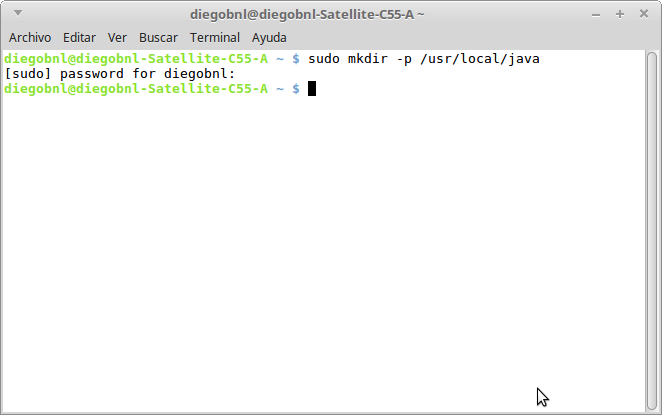 diegobnl@diegobnl-Satellite-C55-A ~
Archivo Editar Ver Buscar Terminal Ayuda
diegobnl@diegobnl-Satellite-C55-A ~ $ sudo mkdir -p /usr/local/java
[sudo] password for diegobnl:
diegobnl@diegobnl-Satellite-C55-A ~ $